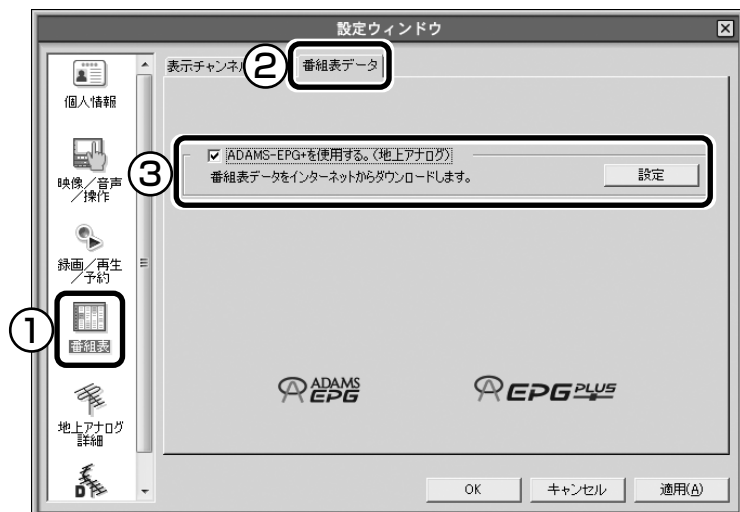 設定ウィンドウ
個人情報
映像／音声
／操作
録画／再生
／予約
①
番組表
地上アナログ
詳細
D
表示チャンネル
②
番組表データ
③
ADAMS-EPG+を使用する。（地上アナログ）
番組表データをインターネットからダウンロードします。
設定
ADAMS
EPG
EPG PLUS
OK
キャンセル
適用(A)